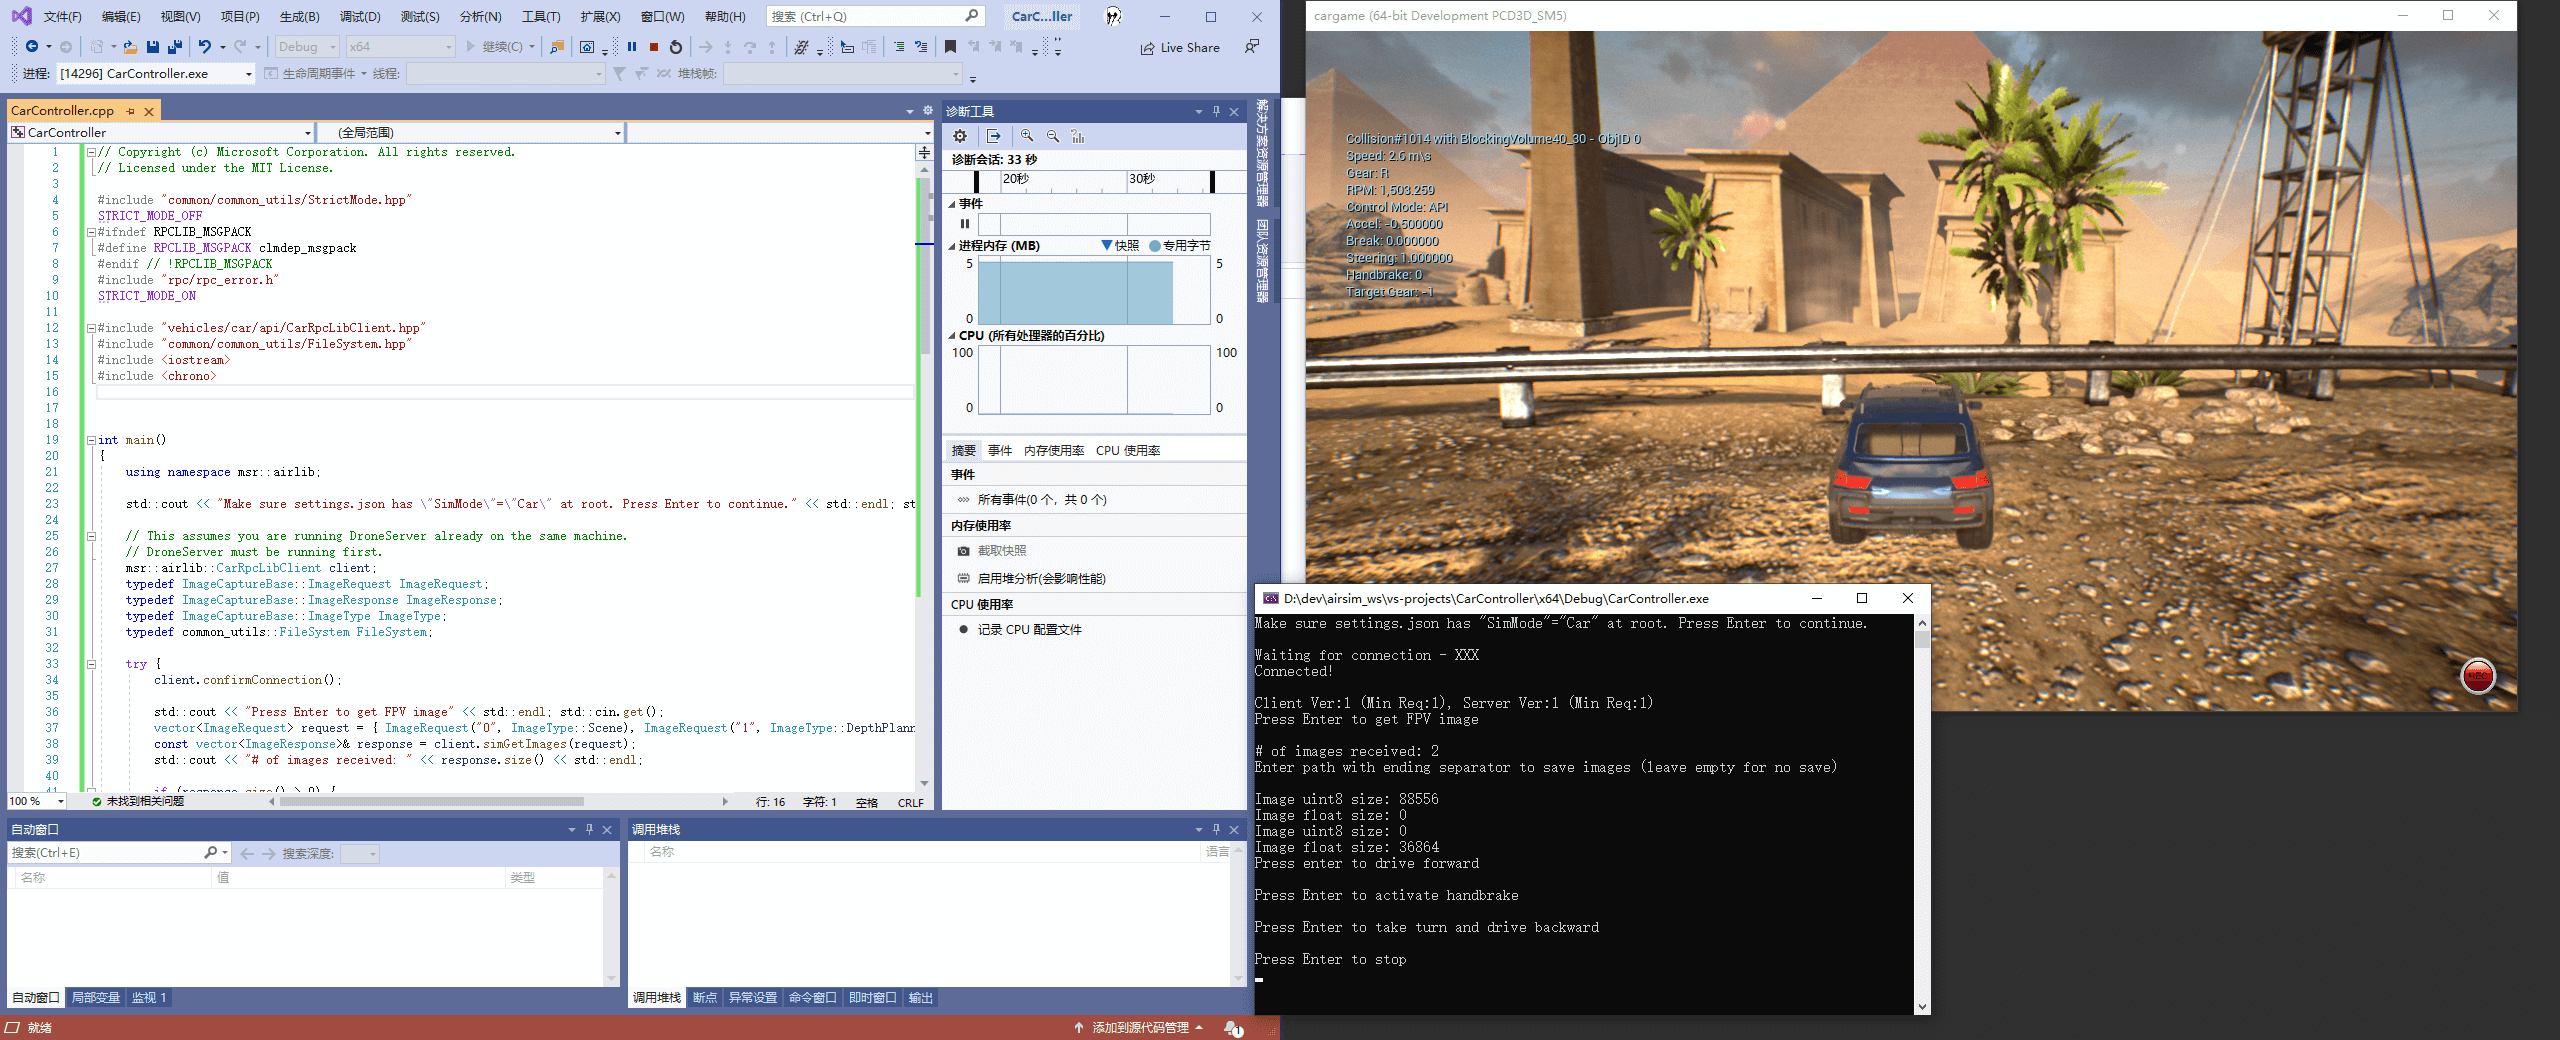 文件(F) 编辑(E) 视图(V) 项目(P) 生成(B) 调试(D) 测试(S) 分析(N) 工具(T) 扩展(X) 窗口(W) 帮助(H) 搜索 (Ctrl+Q) CarC...ller
Debug x64 继续(C) Live Share
进程: [14296] CarController.exe 生命周期事件 线程: 堆栈帧:
CarController.cpp
CarController (全局范围)
1 // Copyright (c) Microsoft Corporation. All rights reserved.
2 // Licensed under the MIT License.
3
4 #include "common/common_utils/StrictMode.hpp"
5 STRICT_MODE_OFF
6 #ifndef RPCLIB_MSGPACK
7 #define RPCLIB_MSGPACK clmdep_msgpack
8 #endif // !RPCLIB_MSGPACK
9 #include "rpc/rpc_error.h"
10 STRICT_MODE_ON
11
12 #include "vehicles/car/api/CarRpcLibClient.hpp"
13 #include "common/common_utils/FileSystem.hpp"
14 #include <iostream>
15 #include <chrono>
16
17
18
19 int main()
20 {
21 using namespace msr::airlib;
22
23 std::cout << "Make sure settings.json has \"SimMode\"=\"Car\" at root. Press Enter to continue." << std::endl; st
24
25 // This assumes you are running DroneServer already on the same machine.
26 // DroneServer must be running first.
27 msr::airlib::CarRpcLibClient client;
28 typedef ImageCaptureBase::ImageRequest ImageRequest;
29 typedef ImageCaptureBase::ImageResponse ImageResponse;
30 typedef ImageCaptureBase::ImageType ImageType;
31 typedef common_utils::FileSystem FileSystem;
32
33 try {
34 client.confirmConnection();
35
36 std::cout << "Press Enter to get FPV image" << std::endl; std::cin.get();
37 vector<ImageRequest> request = { ImageRequest("0", ImageType::Scene), ImageRequest("1", ImageType::DepthPlann
38 const vector<ImageResponse>& response = client.simGetImages(request);
39 std::cout << "# of images received: " << response.size() << std::endl;
40
41 if (response.size() > 0) {
100 % 未找到相关问题 行: 16 字符: 1 空格 CRLF
诊断工具
诊断会话: 33 秒
20秒 30秒
事件
进程内存 (MB) 快照 专用字节
5 5
0 0
CPU (所有处理器的百分比)
100 100
0 0
摘要 事件 内存使用率 CPU 使用率
事件
所有事件(0 个，共 0 个)
内存使用率
截取快照
启用堆分析(会影响性能)
CPU 使用率
记录 CPU 配置文件
解决方案资源管理器
团队资源管理器
自动窗口
搜索(Ctrl+E) 搜索深度:
名称 值 类型
自动窗口 局部变量 监视 1
调用堆栈
名称 语言
调用堆栈 断点 异常设置 命令窗口 即时窗口 输出
就绪 添加到源代码管理 1
cargame (64-bit Development PCD3D_SM5)
Collision#1014 with BlockingVolume40_30 - ObjID 0
Speed: 2.6 m\s
Gear: R
RPM: 1,503.259
Control Mode: API
Accel: -0.500000
Break: 0.000000
Steering: 1.000000
Handbrake: 0
Target Gear: -1
REC
D:\dev\airsim_ws\vs-projects\CarController\x64\Debug\CarController.exe
Make sure settings.json has "SimMode"="Car" at root. Press Enter to continue.
Waiting for connection - XXX
Connected!
Client Ver:1 (Min Req:1), Server Ver:1 (Min Req:1)
Press Enter to get FPV image
# of images received: 2
Enter path with ending separator to save images (leave empty for no save)
Image uint8 size: 88556
Image float size: 0
Image uint8 size: 0
Image float size: 36864
Press enter to drive forward
Press Enter to activate handbrake
Press Enter to take turn and drive backward
Press Enter to stop